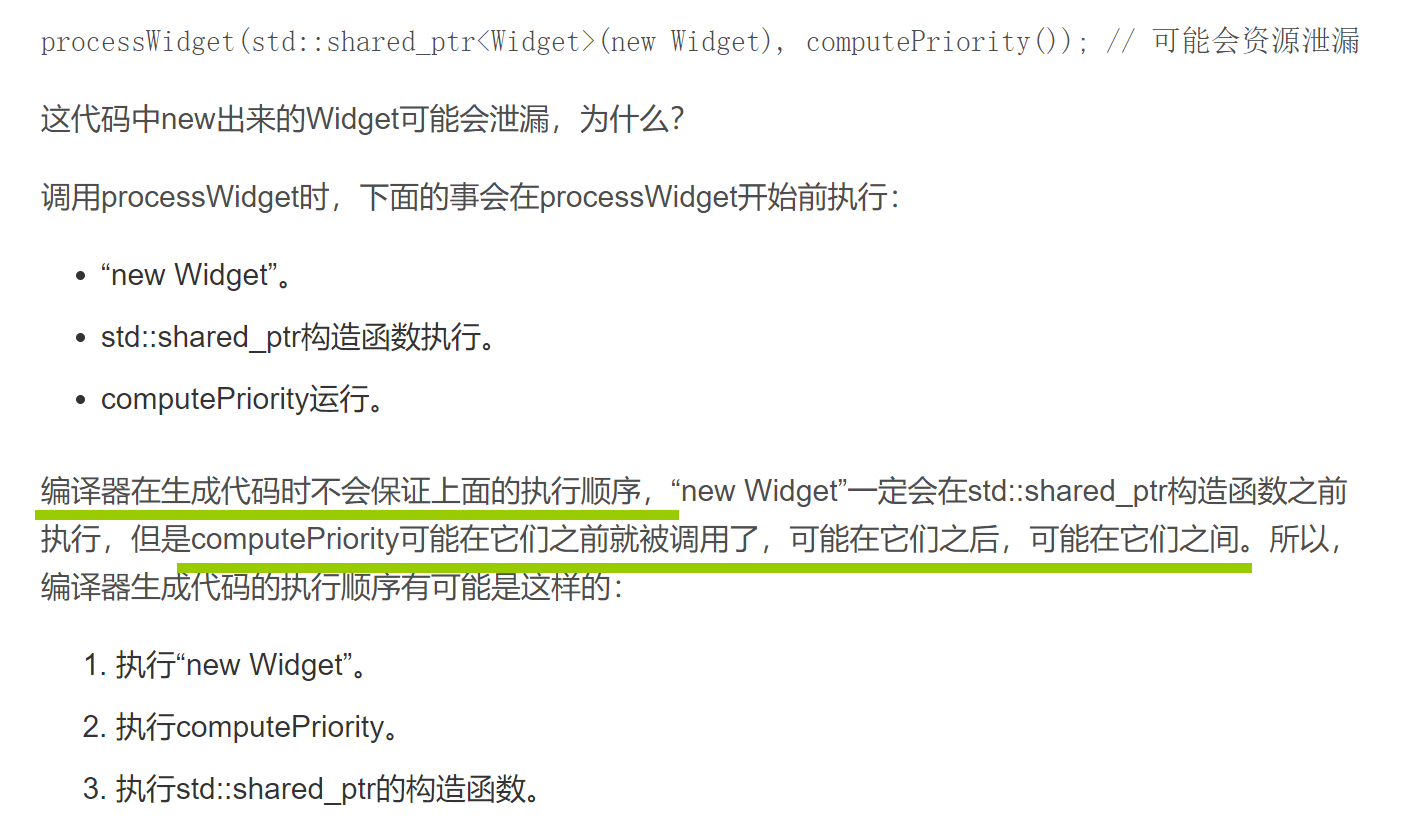 processWidget(std::shared_ptr<Widget>(new Widget), computePriority()); // 可能会资源泄漏
这代码中new出来的Widget可能会泄漏，为什么？
调用processWidget时，下面的事会在processWidget开始前执行：
• “new Widget”。
• std::shared_ptr构造函数执行。
• computePriority运行。
编译器在生成代码时不会保证上面的执行顺序，“new Widget”一定会在std::shared_ptr构造函数之前
执行，但是computePriority可能在它们之前就被调用了，可能在它们之后，可能在它们之间。所以，
编译器生成代码的执行顺序有可能是这样的：
1. 执行“new Widget”。
2. 执行computePriority。
3. 执行std::shared_ptr的构造函数。